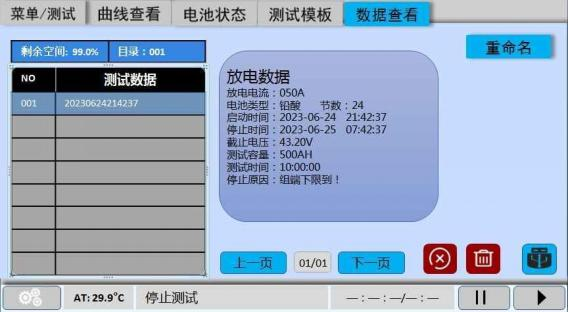 菜单/测试 曲线查看 电池状态 测试模板 数据查看
剩余空间: 99.0% 目录: 001
重命名
NO 测试数据
001 20230624214237
放电数据
放电电流：050A
电池类型：铅酸 节数：24
启动时间：2023-06-24 21:42:37
停止时间：2023-06-25 07:42:37
截止电压：43.20V
测试容量：500AH
测试时间：10:00:00
停止原因：组端下限到！
上一页 01/01 下一页
AT: 29.9°C 停止测试 —：—：—/—：—